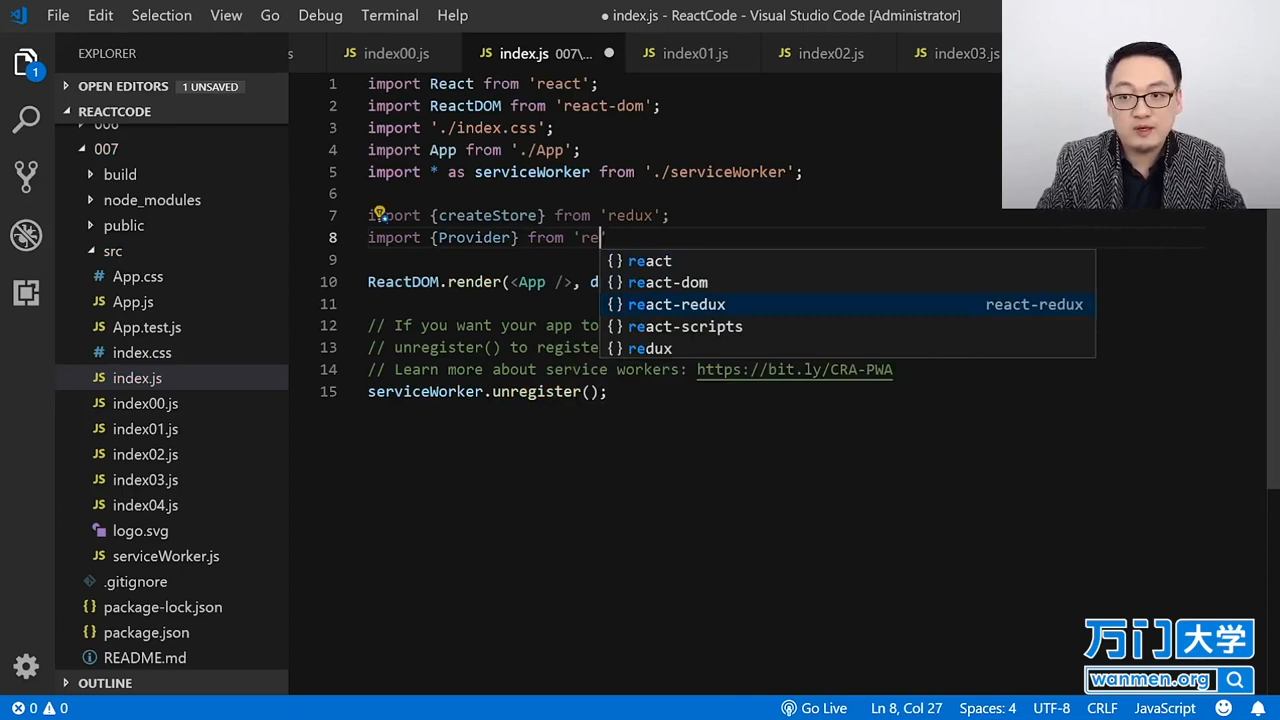 File Edit Selection View Go Debug Terminal Help
● index.js - ReactCode - Visual Studio Code [Administrator]
EXPLORER
OPEN EDITORS 1 UNSAVED
REACTCODE
006
007
build
node_modules
public
src
App.css
App.js
App.test.js
index.css
index.js
index00.js
index01.js
index02.js
index03.js
index04.js
logo.svg
serviceWorker.js
.gitignore
package-lock.json
package.json
README.md
OUTLINE
1
JS index00.js JS index.js 007\... ● JS index01.js JS index02.js JS index03.js
1 import React from 'react';
2 import ReactDOM from 'react-dom';
3 import './index.css';
4 import App from './App';
5 import * as serviceWorker from './serviceWorker';
6
7 import {createStore} from 'redux';
8 import {Provider} from 're'
9
10 ReactDOM.render(<App />, d
11
12 // If you want your app to
13 // unregister() to registe
14 // Learn more about service workers: https://bit.ly/CRA-PWA
15 serviceWorker.unregister();
{} react
{} react-dom
{} react-redux react-redux
{} react-scripts
{} redux
万门大学
wanmen.org
0 0 Go Live Ln 8, Col 27 Spaces: 4 UTF-8 CRLF JavaScript